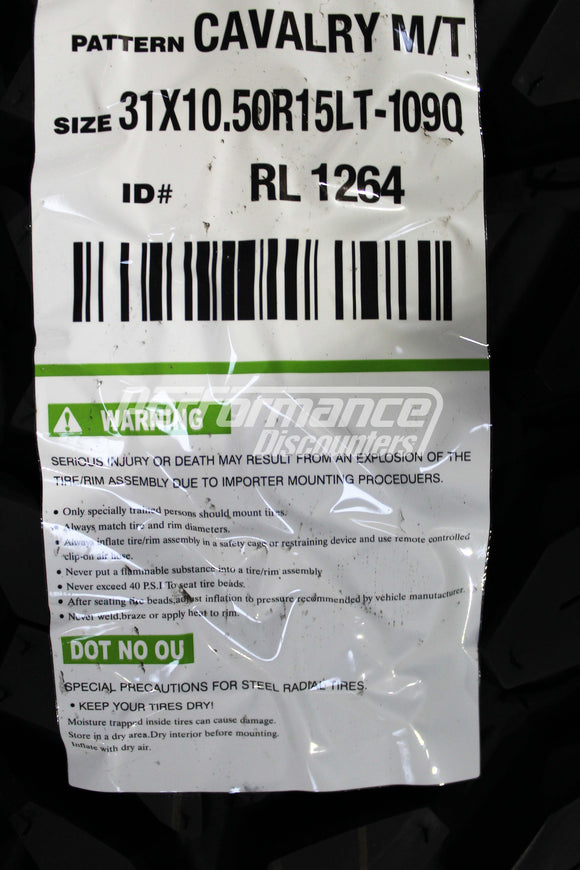 PATTERN CAVALRY M/T
SIZE 31X10.50R15LT-109Q
ID# RL 1264
Performance
Discounters
WARNING
SERIOUS INJURY OR DEATH MAY RESULT FROM AN EXPLOSION OF THE
TIRE/RIM ASSEMBLY DUE TO IMPORTER MOUNTING PROCEDUERS.
• Only specially trained persons should mount tires.
• Always match tire and rim diameters.
• Always inflate tire/rim assembly in a safety cage or restraining device and use remote controlled
clip-on air hose.
• Never put a flammable substance into a tire/rim assembly
• Never exceed 40 P.S.I To seat tire beads.
• After seating tire beads,adjust inflation to pressure recommended by vehicle manufacturer.
• Never weld,braze or apply heat to rim.
DOT NO OU
SPECIAL PRECAUTIONS FOR STEEL RADIAL TIRES.
• KEEP YOUR TIRES DRY!
Moisture trapped inside tires can cause damage.
Store in a dry area.Dry interior before mounting.
Inflate with dry air.